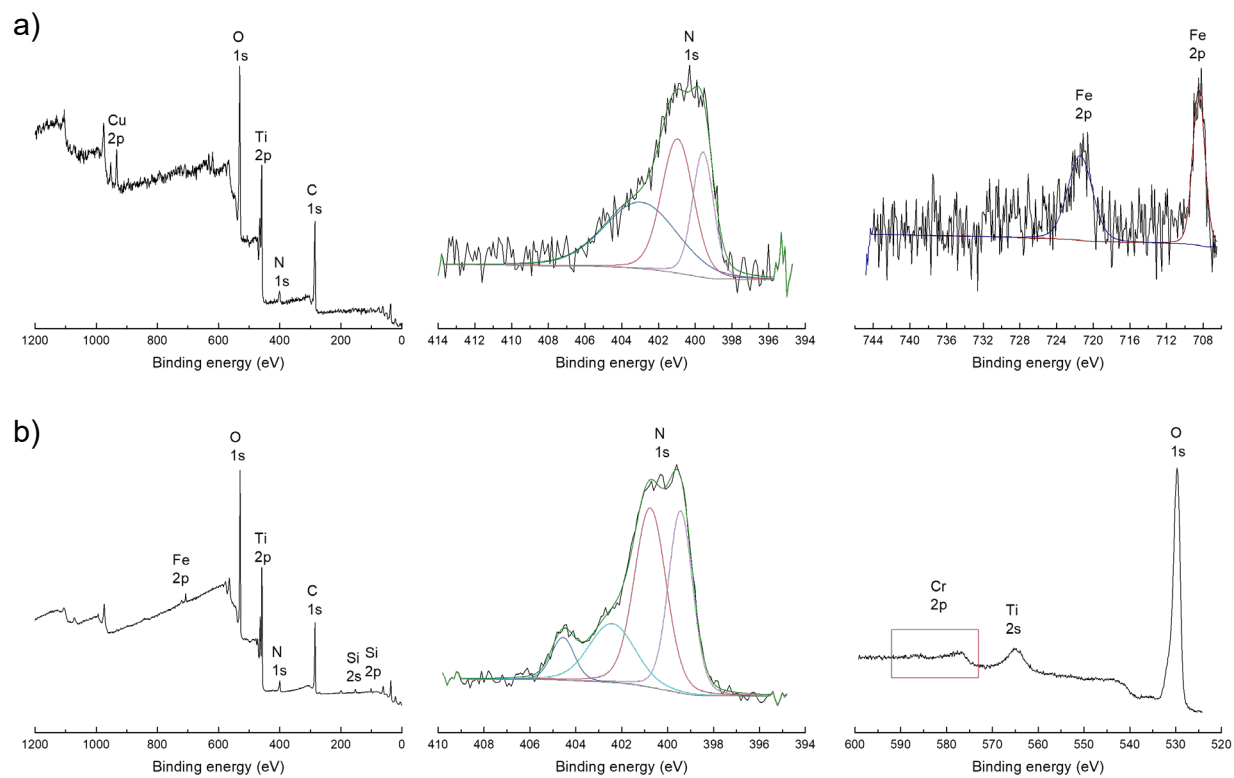 a)
O
1s
Cu
2p
Ti
2p
C
1s
N
1s
1200 1000 800 600 400 200 0
Binding energy (eV)
N
1s
414 412 410 408 406 404 402 400 398 396 394
Binding energy (eV)
Fe
2p
Fe
2p
744 740 736 732 728 724 720 716 712 708
Binding energy (eV)
b)
O
1s
Fe
2p
Ti
2p
C
1s
N
1s
Si
2s
Si
2p
1200 1000 800 600 400 200 0
Binding energy (eV)
N
1s
410 408 406 404 402 400 398 396 394
Binding energy (eV)
O
1s
Cr
2p
Ti
2s
600 590 580 570 560 550 540 530 520
Binding energy (eV)